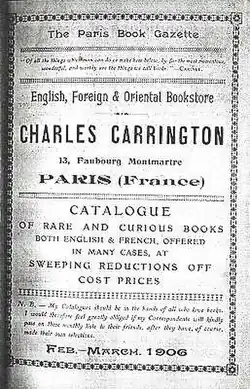 The Paris Book Gazette
"Of all the things which man can do or make here below, by far the most momentous,
wonderful, and worthy are the things we call books." — CARLYLE.
English, Foreign & Oriental Bookstore
CHARLES CARRINGTON
13, Faubourg Montmartre
PARIS (France)
CATALOGUE
OF RARE AND CURIOUS BOOKS
BOTH ENGLISH & FRENCH, OFFERED
IN MANY CASES, AT
SWEEPING REDUCTIONS OFF
COST PRICES
N. B. — My Catalogues should be in the hands of all who love books.
I would therefore feel greatly obliged if my Correspondents will kindly
pass on these monthly lists to their friends, after they have, of course,
made their own selections.
FEB.–MARCH, 1906